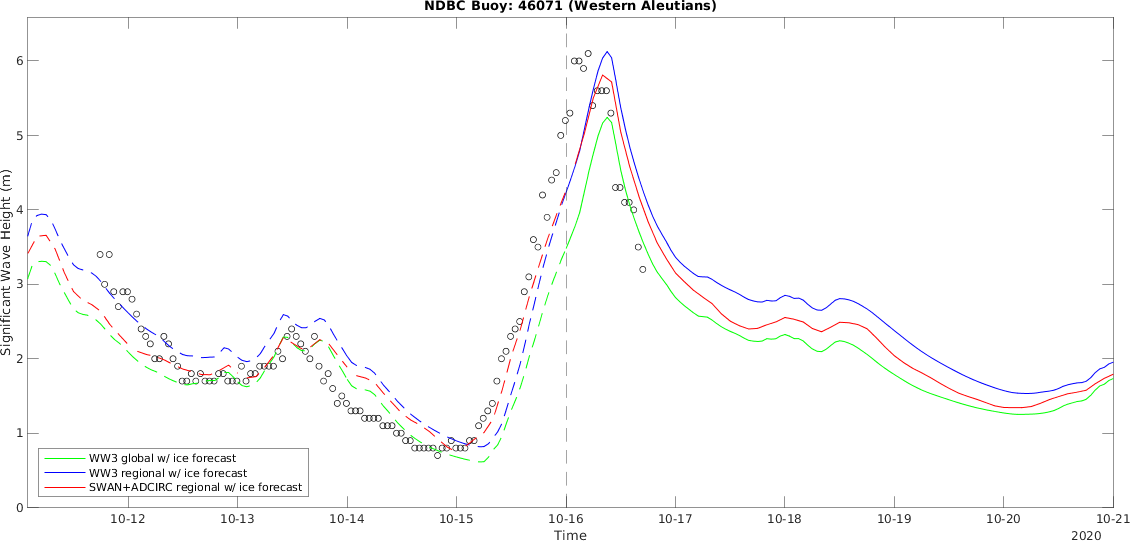 NDBC Buoy: 46071 (Western Aleutians)
Significant Wave Height (m)
6
5
4
3
2
1
0
WW3 global w/ ice forecast
WW3 regional w/ ice forecast
SWAN+ADCIRC regional w/ ice forecast
10-12 10-13 10-14 10-15 10-16 10-17 10-18 10-19 10-20 10-21
Time
2020